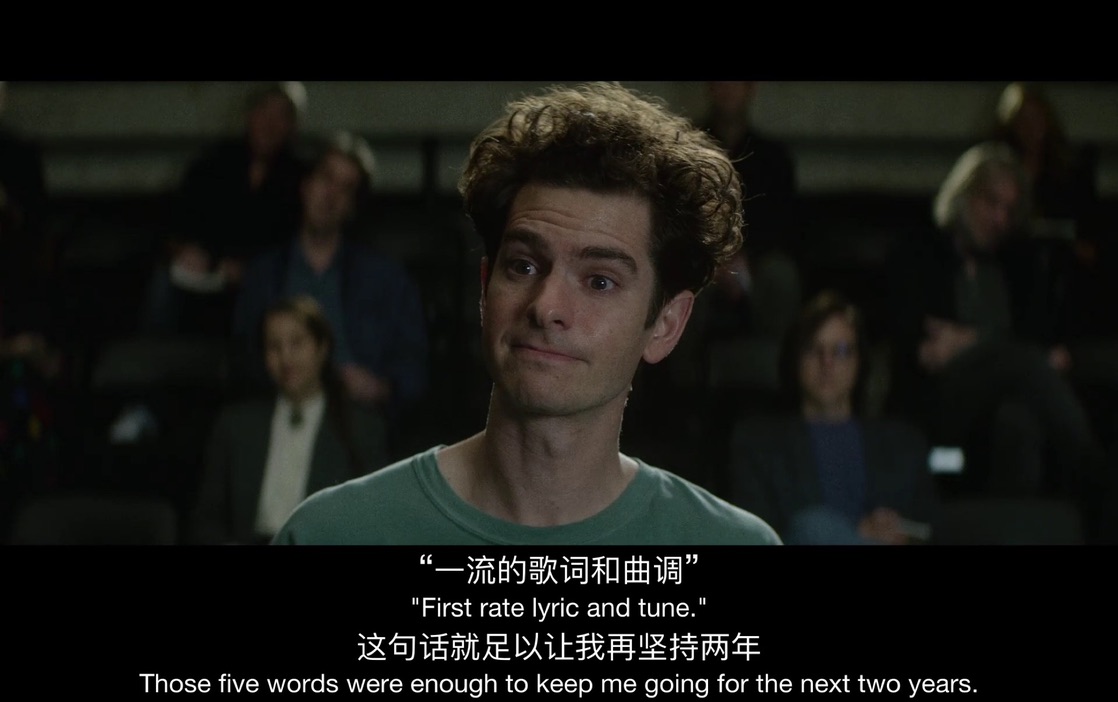 “一流的歌词和曲调”
"First rate lyric and tune."
这句话就足以让我再坚持两年
Those five words were enough to keep me going for the next two years.